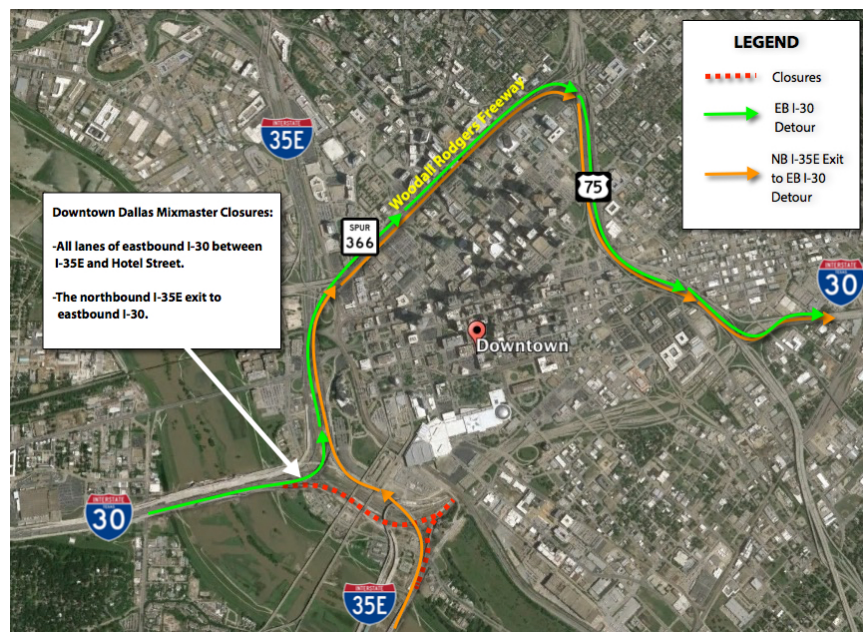 LEGEND
Closures
EB I-30
Detour
NB I-35E Exit
to EB I-30
Detour
Woodall Rodgers Freeway
INTERSTATE
35E
75
SPUR
366
Downtown Dallas Mixmaster Closures:
-All lanes of eastbound I-30 between
I-35E and Hotel Street.
-The northbound I-35E exit to
eastbound I-30.
INTERSTATE
30
Downtown
INTERSTATE
30
INTERSTATE
35E